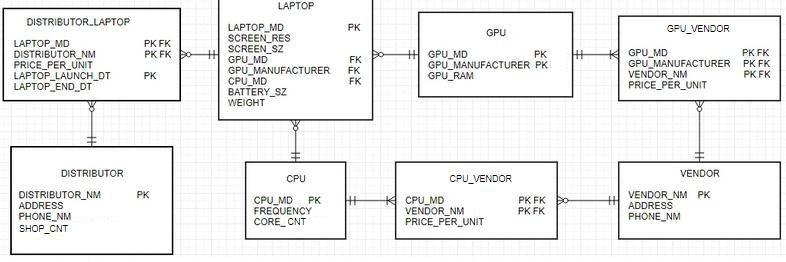 DISTRIBUTOR_LAPTOP
LAPTOP_MD PK FK
DISTRIBUTOR_NM PK FK
PRICE_PER_UNIT
LAPTOP_LAUNCH_DT PK
LAPTOP_END_DT
LAPTOP
LAPTOP_MD PK
SCREEN_RES
SCREEN_SZ
GPU_MD FK
GPU_MANUFACTURER FK
CPU_MD FK
BATTERY_SZ
WEIGHT
GPU
GPU_MD PK
GPU_MANUFACTURER PK
GPU_RAM
GPU_VENDOR
GPU_MD PK FK
GPU_MANUFACTURER PK FK
VENDOR_NM PK FK
PRICE_PER_UNIT
DISTRIBUTOR
DISTRIBUTOR_NM PK
ADDRESS
PHONE_NM
SHOP_CNT
CPU
CPU_MD PK
FREQUENCY
CORE_CNT
CPU_VENDOR
CPU_MD PK FK
VENDOR_NM PK FK
PRICE_PER_UNIT
VENDOR
VENDOR_NM PK
ADDRESS
PHONE_NM